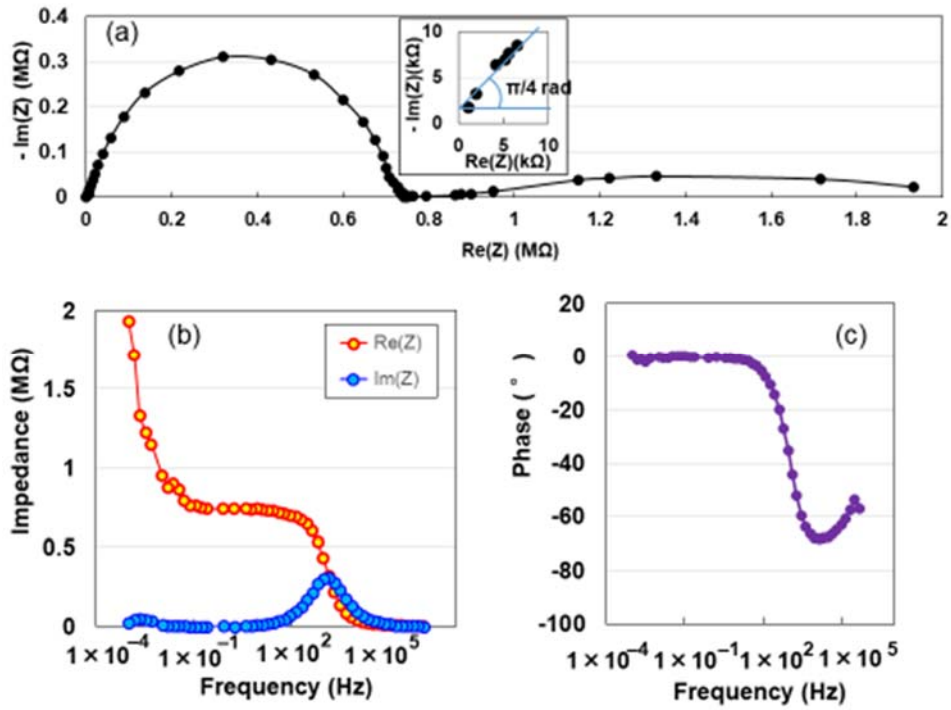 (a)
0.4
0.3
0.2
0.1
0
- Im(Z) (MΩ)
0 0.2 0.4 0.6 0.8 1 1.2 1.4 1.6 1.8 2
Re(Z) (MΩ)
10
5
0
- Im(Z)(kΩ)
π/4 rad
0 5 10
Re(Z)(kΩ)
(b)
2
1.5
1
0.5
0
Impedance (MΩ)
Re(Z)
Im(Z)
1×10⁻⁴ 1×10⁻¹ 1×10² 1×10⁵
Frequency (Hz)
(c)
20
0
-20
-40
-60
-80
-100
Phase ( ° )
1×10⁻⁴ 1×10⁻¹ 1×10² 1×10⁵
Frequency (Hz)